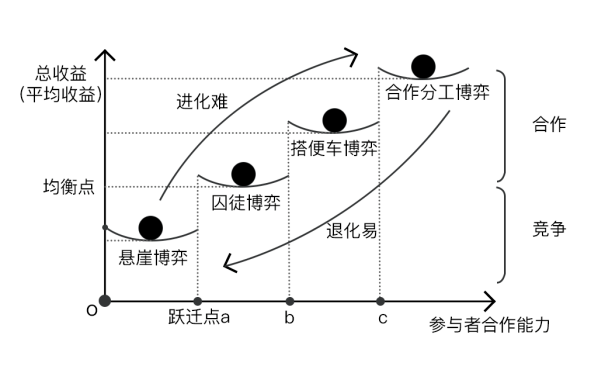 总收益
(平均收益)
进化难
合作分工博弈
合作
搭便车博弈
均衡点
囚徒博弈
退化易
竞争
悬崖博弈
O
跃迁点a
b
c
参与者合作能力